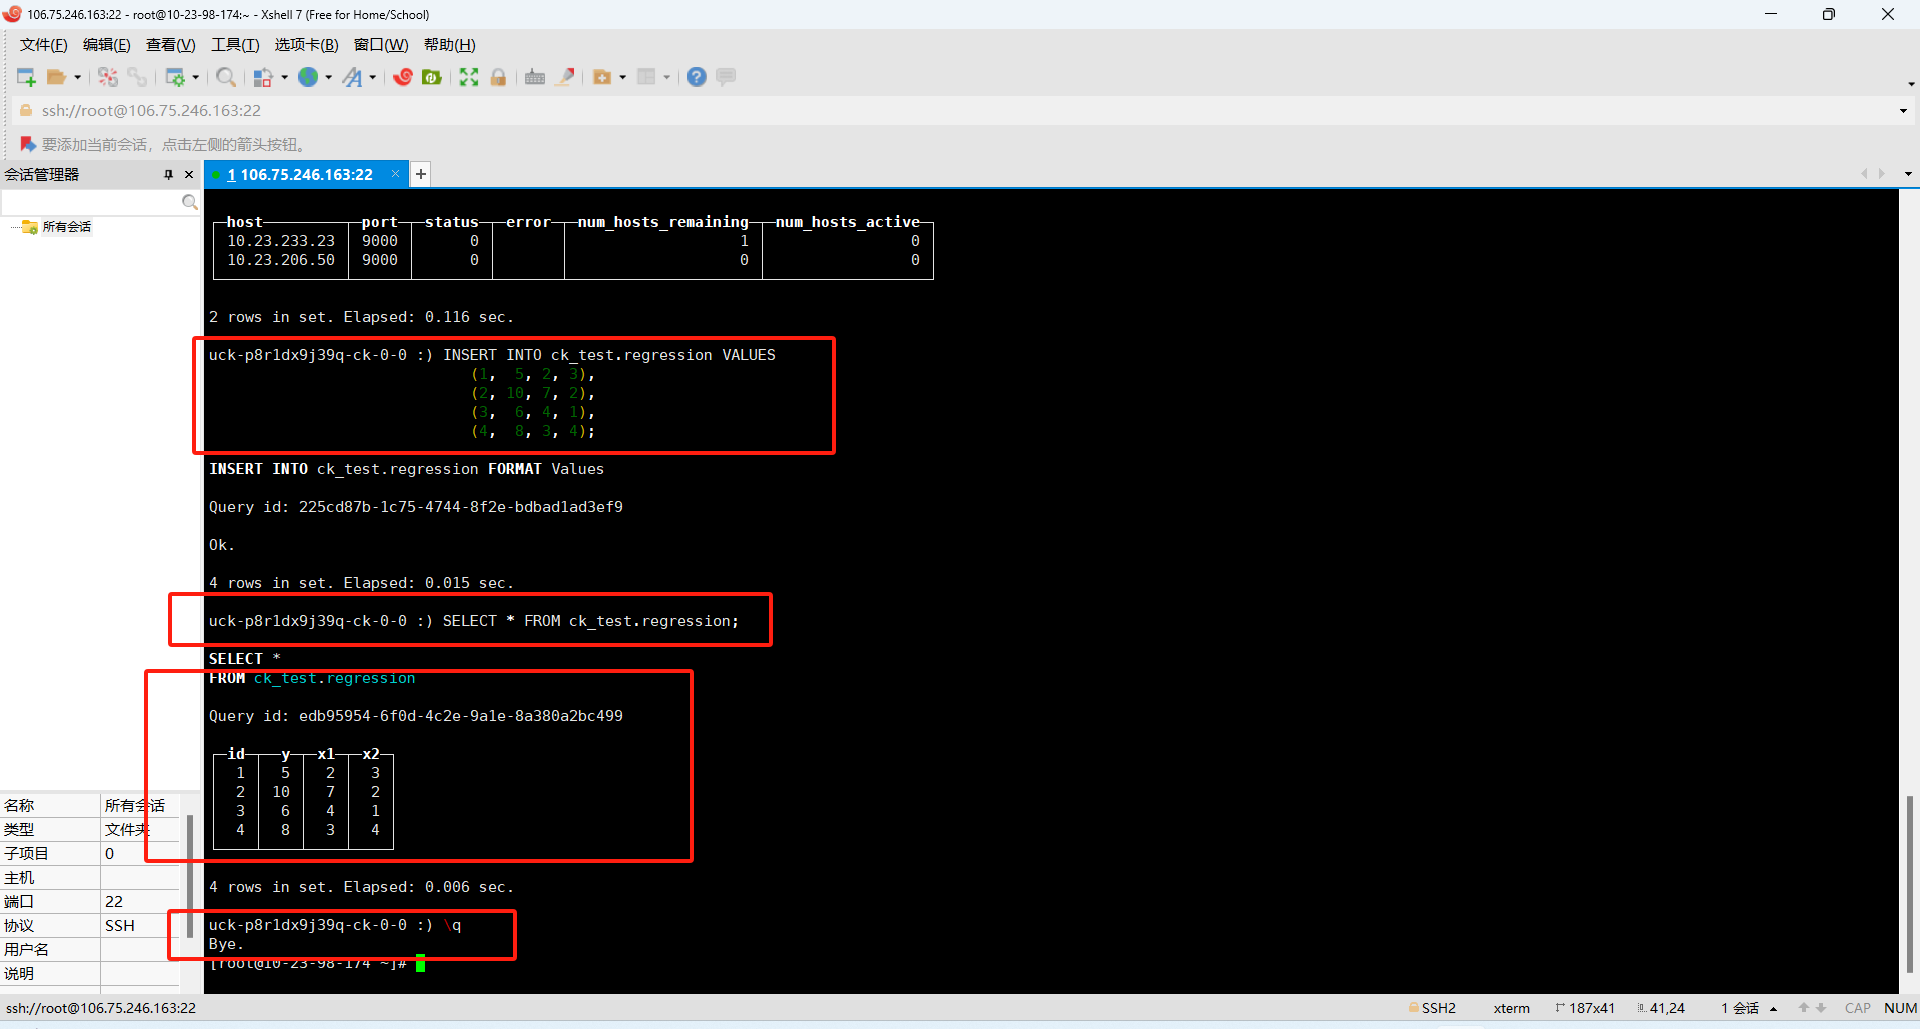 106.75.246.163:22 - root@10-23-98-174:~ - Xshell 7 (Free for Home/School)
文件(F) 编辑(E) 查看(V) 工具(T) 选项卡(B) 窗口(W) 帮助(H)
ssh://root@106.75.246.163:22
要添加当前会话，点击左侧的箭头按钮。
会话管理器
1 106.75.246.163:22
所有会话
host port status error num_hosts_remaining num_hosts_active
10.23.233.23 9000 0 1 0
10.23.206.50 9000 0 0 0
2 rows in set. Elapsed: 0.116 sec.
uck-p8r1dx9j39q-ck-0-0 :) INSERT INTO ck_test.regression VALUES
(1, 5, 2, 3),
(2, 10, 7, 2),
(3, 6, 4, 1),
(4, 8, 3, 4);
INSERT INTO ck_test.regression FORMAT Values
Query id: 225cd87b-1c75-4744-8f2e-bdbad1ad3ef9
Ok.
4 rows in set. Elapsed: 0.015 sec.
uck-p8r1dx9j39q-ck-0-0 :) SELECT * FROM ck_test.regression;
SELECT *
FROM ck_test.regression
Query id: edb95954-6f0d-4c2e-9a1e-8a380a2bc499
id y x1 x2
1 5 2 3
2 10 7 2
3 6 4 1
4 8 3 4
4 rows in set. Elapsed: 0.006 sec.
uck-p8r1dx9j39q-ck-0-0 :) \q
Bye.
[root@10-23-98-174 ~]#
名称 所有会话
类型 文件夹
子项目 0
主机
端口 22
协议 SSH
用户名
说明
ssh://root@106.75.246.163:22 SSH2 xterm 187x41 41,24 1 会话 CAP NUM